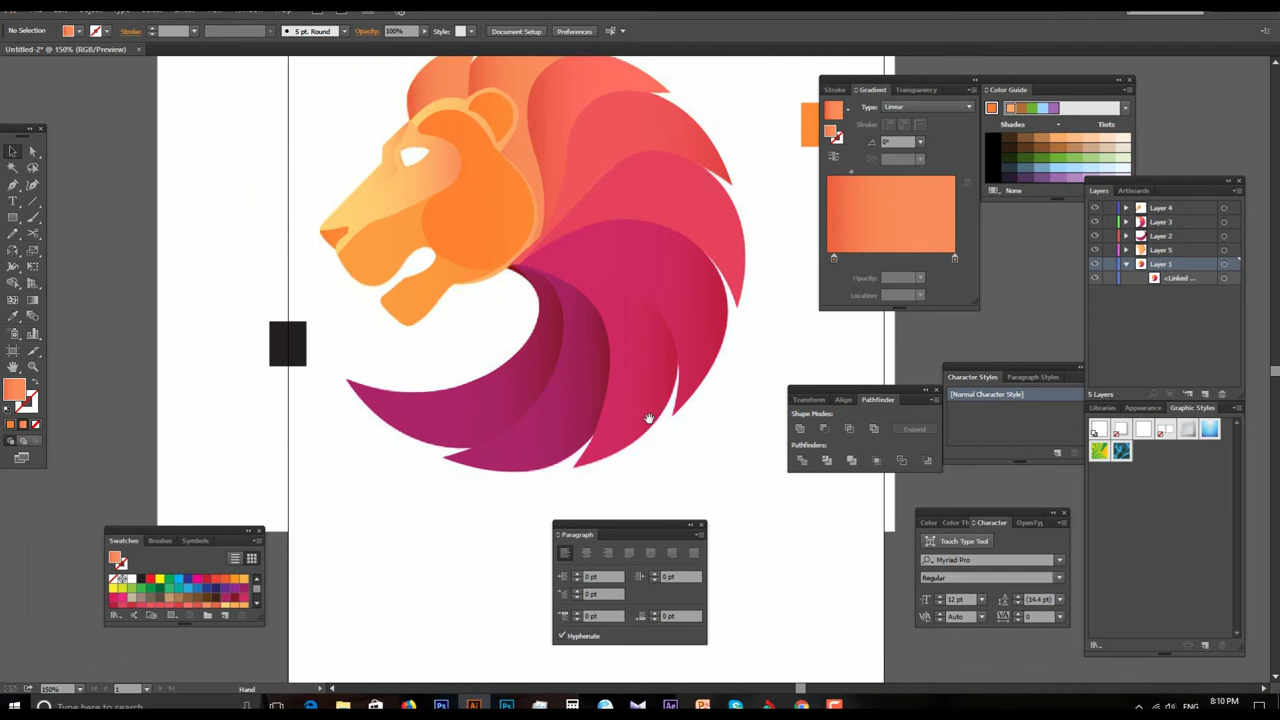 No Selection
Stroke:
5 pt. Round
Opacity:
100%
Style:
Document Setup
Preferences
Untitled-2* @ 150% (RGB/Preview)
Stroke
Gradient
Transparency
Type:
Linear
Stroke:
0°
Opacity:
Location:
Color Guide
Shades
Tints
None
Layers
Artboards
Layer 4
Layer 3
Layer 2
Layer 5
Layer 1
<Linked ...
5 Layers
Character Styles
Paragraph Styles
[Normal Character Style]
Transform
Align
Pathfinder
Shape Modes:
Expand
Pathfinders:
Libraries
Appearance
Graphic Styles
Swatches
Brushes
Symbols
Paragraph
0 pt
0 pt
0 pt
0 pt
0 pt
Hyphenate
Color
Color Th
Character
OpenTyp
Touch Type Tool
Myriad Pro
Regular
12 pt
(14.4 pt)
Auto
0
150%
1
Hand
Type here to search
ENG
8:10 PM